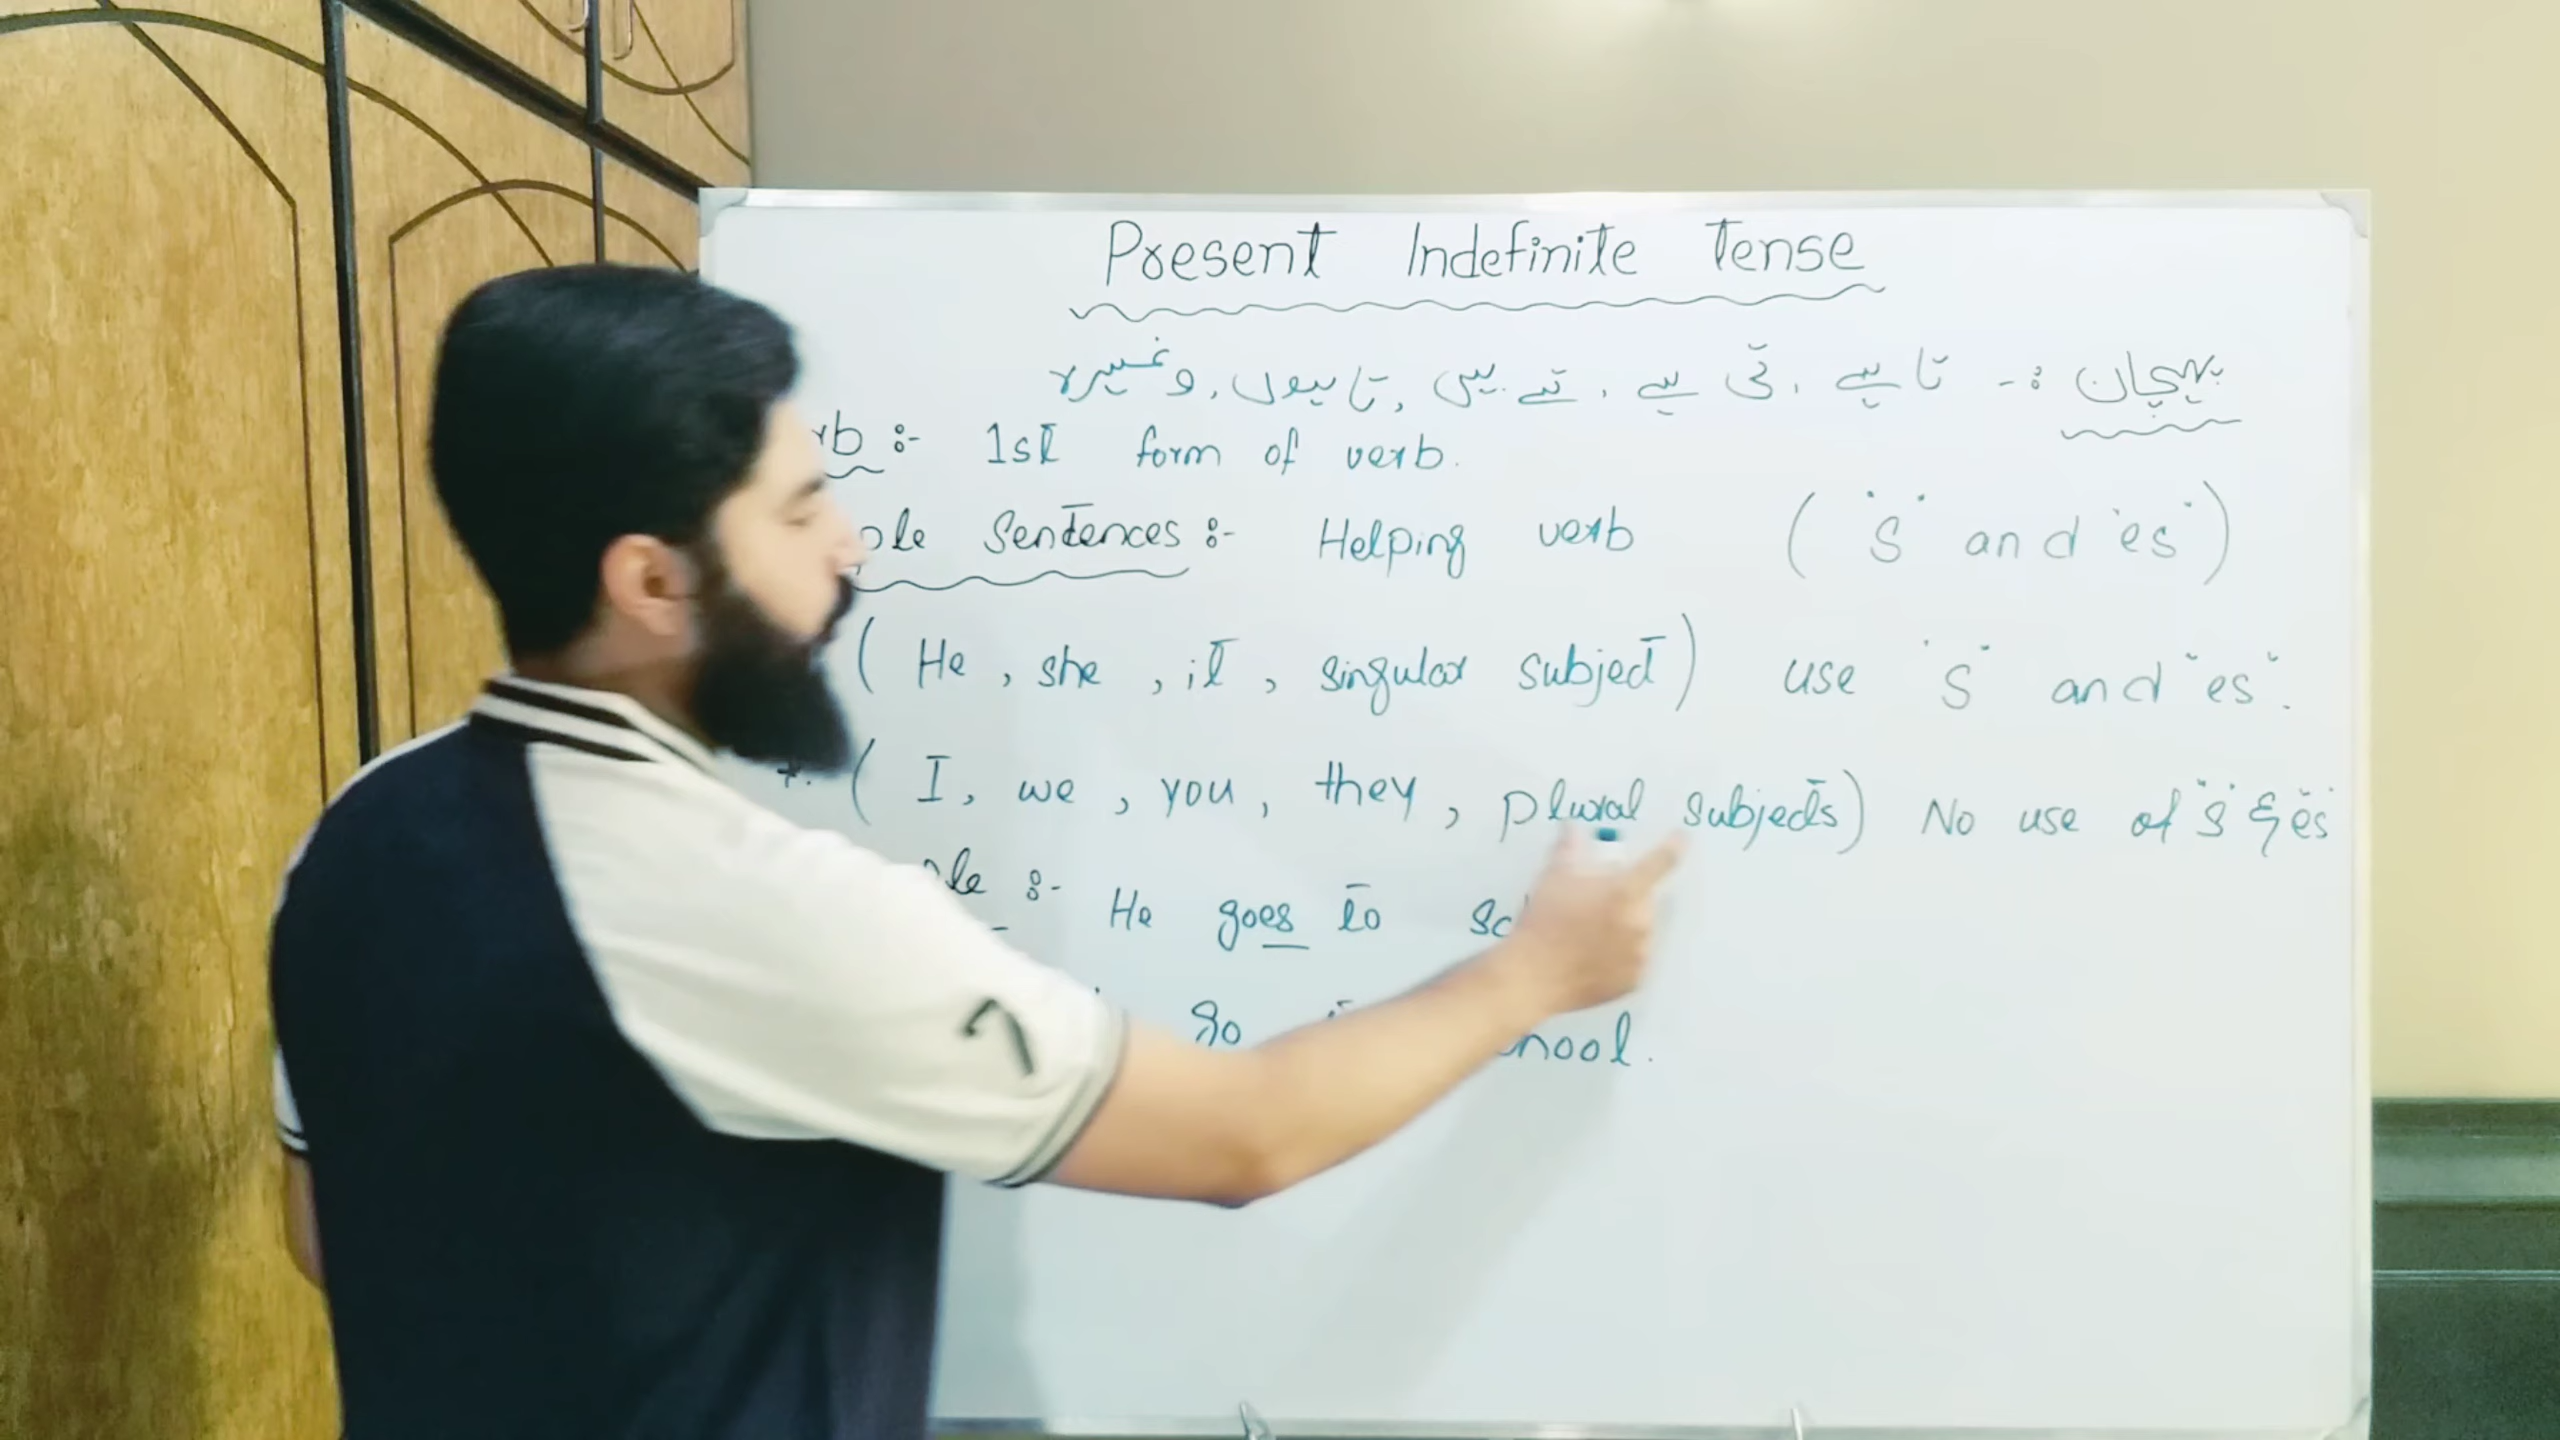 Present Indefinite Tense
پہچان :- تا ہے ، تی ہے ، تے ہیں ، تا ہوں ، وغیرہ
:- 1st form of verb.
Sentences :- Helping verb ("s" and "es")
(He, she, it, singular subject) use "s" and "es".
*. (I, we, you, they, plural subjects) No use of "s" & "es"
:- He goes to
go
7